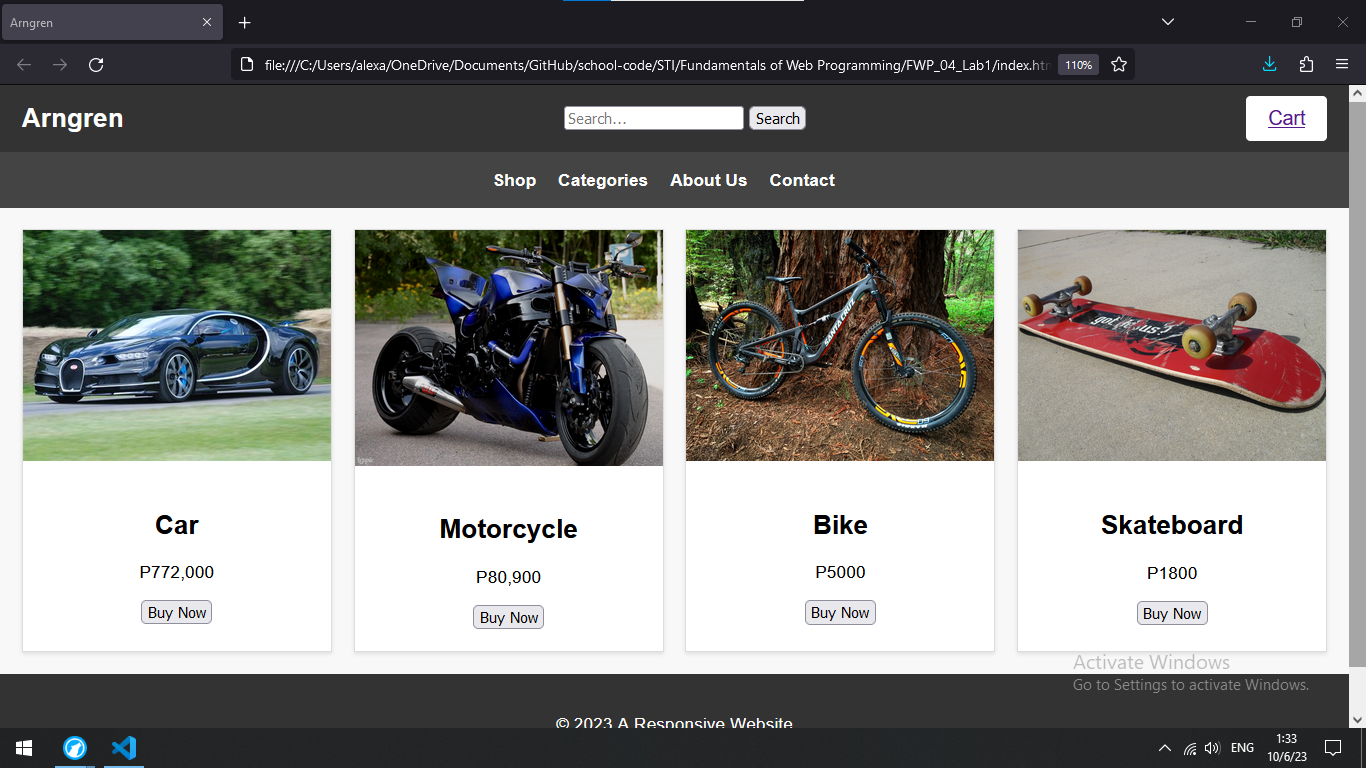 Arngren
file:///C:/Users/alexa/OneDrive/Documents/GitHub/school-code/STI/Fundamentals of Web Programming/FWP_04_Lab1/index.htm
110%
Arngren
Search...
Search
Cart
Shop
Categories
About Us
Contact
SANTA CRUZ
Car
Motorcycle
Bike
Skateboard
P772,000
P80,900
P5000
P1800
Buy Now
Buy Now
Buy Now
Buy Now
Activate Windows
Go to Settings to activate Windows.
© 2023 A Responsive Website
ENG
1:33
10/6/23